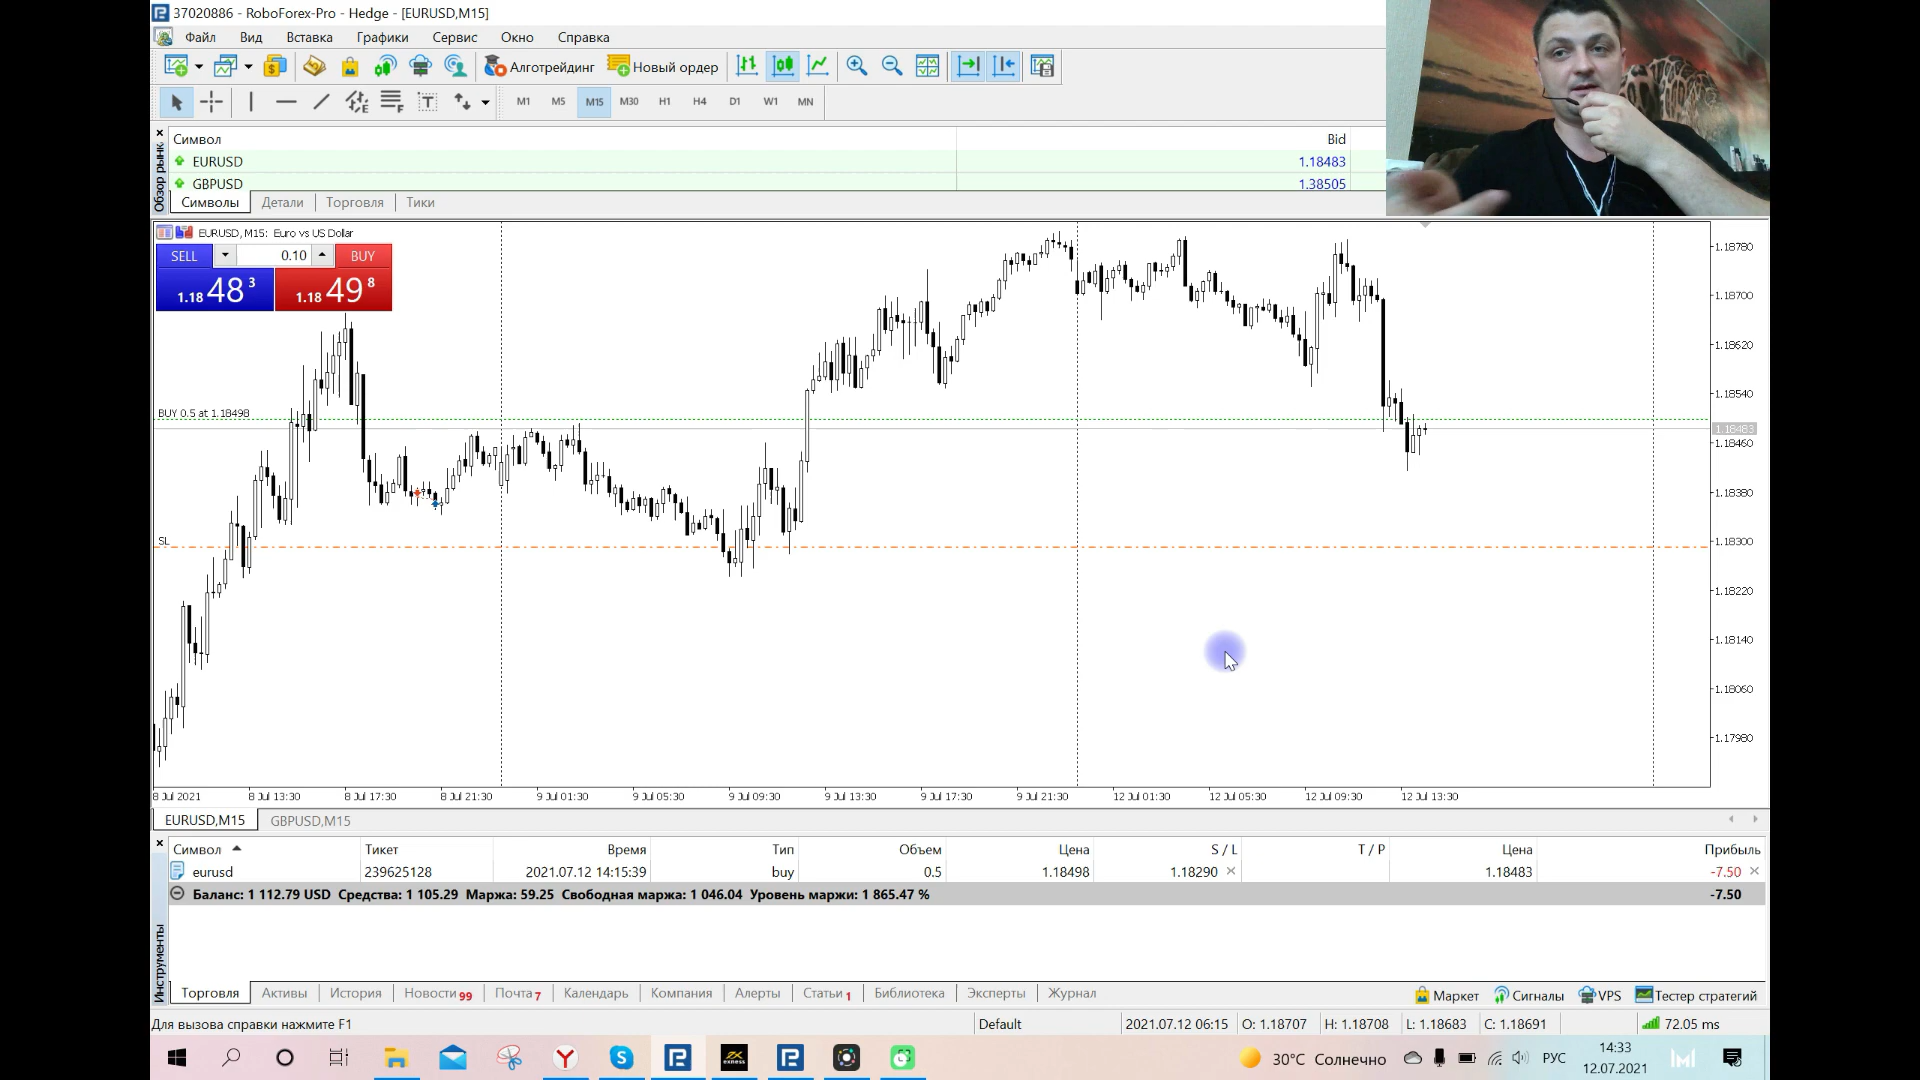 37020886 - RoboForex-Pro - Hedge - [EURUSD,M15]
Файл Вид Вставка Графики Сервис Окно Справка
Алготрейдинг Новый ордер
M1 M5 M15 M30 H1 H4 D1 W1 MN
Обзор рынк
Символ Bid
EURUSD 1.18483
GBPUSD 1.38505
Символы Детали Торговля Тики
EURUSD, M15: Euro vs US Dollar
SELL 0.10 BUY
1.18 48 3 1.18 49 8
BUY 0.5 at 1.18498
SL
1.18780
1.18700
1.18620
1.18540
1.18483
1.18460
1.18380
1.18300
1.18220
1.18140
1.18060
1.17980
8 Jul 2021 8 Jul 13:30 8 Jul 17:30 8 Jul 21:30 9 Jul 01:30 9 Jul 05:30 9 Jul 09:30 9 Jul 13:30 9 Jul 17:30 9 Jul 21:30 12 Jul 01:30 12 Jul 05:30 12 Jul 09:30 12 Jul 13:30
EURUSD,M15 GBPUSD,M15
Символ Тикет Время Тип Объем Цена S / L T / P Цена Прибыль
eurusd 239625128 2021.07.12 14:15:39 buy 0.5 1.18498 1.18290 1.18483 -7.50
Баланс: 1 112.79 USD Средства: 1 105.29 Маржа: 59.25 Свободная маржа: 1 046.04 Уровень маржи: 1 865.47 % -7.50
Инструменты
Торговля Активы История Новости 99 Почта 7 Календарь Компания Алерты Статьи 1 Библиотека Эксперты Журнал Маркет Сигналы VPS Тестер стратегий
Для вызова справки нажмите F1 Default 2021.07.12 06:15 O: 1.18707 H: 1.18708 L: 1.18683 C: 1.18691 72.05 ms
exness 30°C Солнечно РУС 14:33
12.07.2021